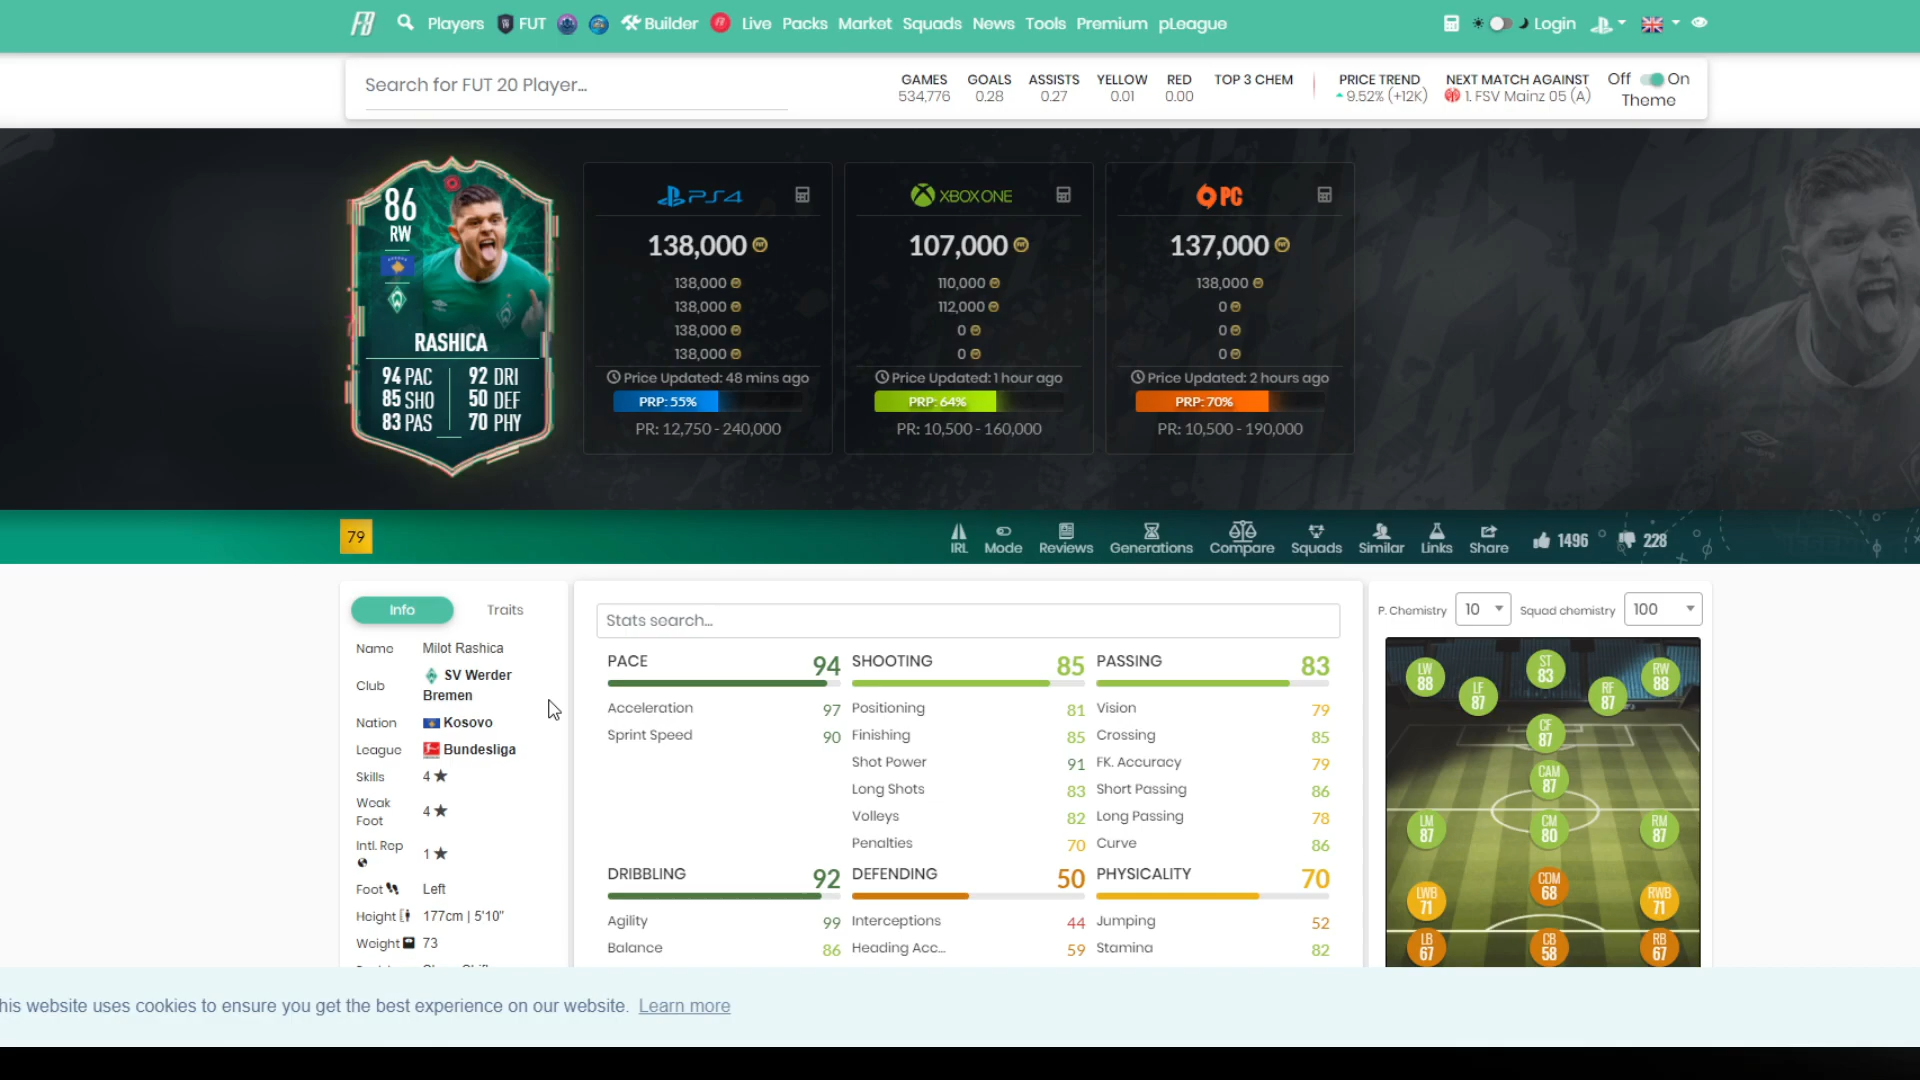 Players FUT Builder Live Packs Market Squads News Tools Premium pLeague Login
Search for FUT 20 Player...
GAMES GOALS ASSISTS YELLOW RED TOP 3 CHEM PRICE TREND NEXT MATCH AGAINST Off On
534,776 0.28 0.27 0.01 0.00 9.52% (+12K) 1. FSV Mainz 05 (A) Theme
86
RW
RASHICA
94 PAC 92 DRI
85 SHO 50 DEF
83 PAS 70 PHY
PS4
138,000
138,000
138,000
138,000
138,000
Price Updated: 48 mins ago
PRP: 55%
PR: 12,750 - 240,000
XBOX ONE
107,000
110,000
112,000
0
0
Price Updated: 1 hour ago
PRP: 64%
PR: 10,500 - 160,000
PC
137,000
138,000
0
0
0
Price Updated: 2 hours ago
PRP: 70%
PR: 10,500 - 190,000
79
IRL Mode Reviews Generations Compare Squads Similar Links Share 1496 228
Info Traits
Name Milot Rashica
Club SV Werder Bremen
Nation Kosovo
League Bundesliga
Skills 4
Weak Foot 4
Intl. Rep 1
Foot Left
Height 177cm | 5'10"
Weight 73
Stats search...
PACE 94
Acceleration 97
Sprint Speed 90
SHOOTING 85
Positioning 81
Finishing 85
Shot Power 91
Long Shots 83
Volleys 82
Penalties 70
PASSING 83
Vision 79
Crossing 85
FK. Accuracy 79
Short Passing 86
Long Passing 78
Curve 86
DRIBBLING 92
Agility 99
Balance 86
DEFENDING 50
Interceptions 44
Heading Acc... 59
PHYSICALITY 70
Jumping 52
Stamina 82
P. Chemistry 10 Squad chemistry 100
LW 88
ST 83
RW 88
LF 87
RF 87
CF 87
CAM 87
LM 87
CM 80
RM 87
CDM 68
LWB 71
RWB 71
LB 67
CB 58
RB 67
his website uses cookies to ensure you get the best experience on our website. Learn more